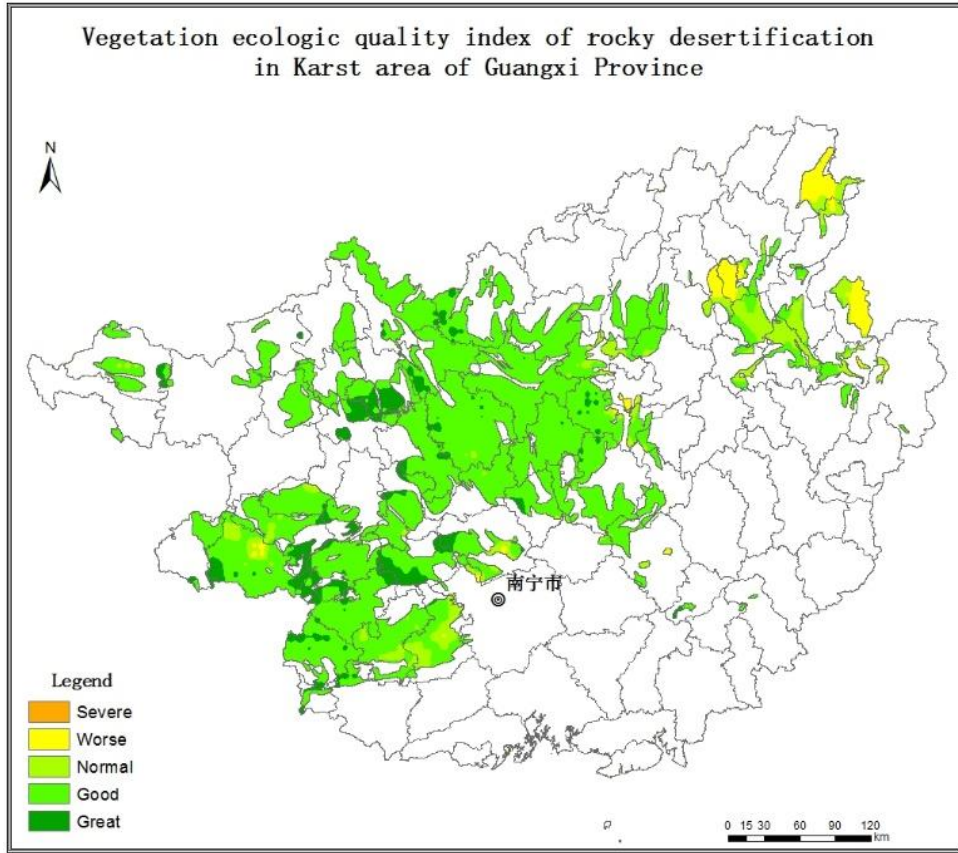 Vegetation ecologic quality index of rocky desertification
in Karst area of Guangxi Province
N
南宁市
Legend
Severe
Worse
Normal
Good
Great
0 15 30 60 90 120
km